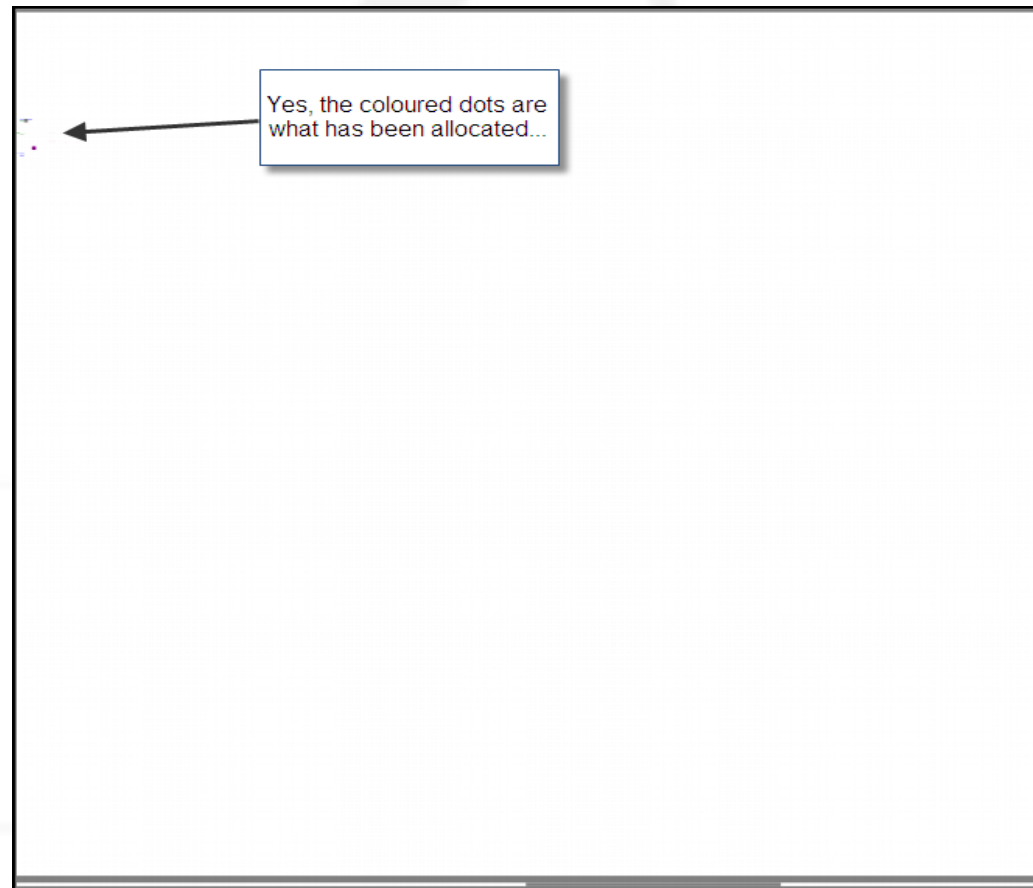 Yes, the coloured dots are
what has been allocated...